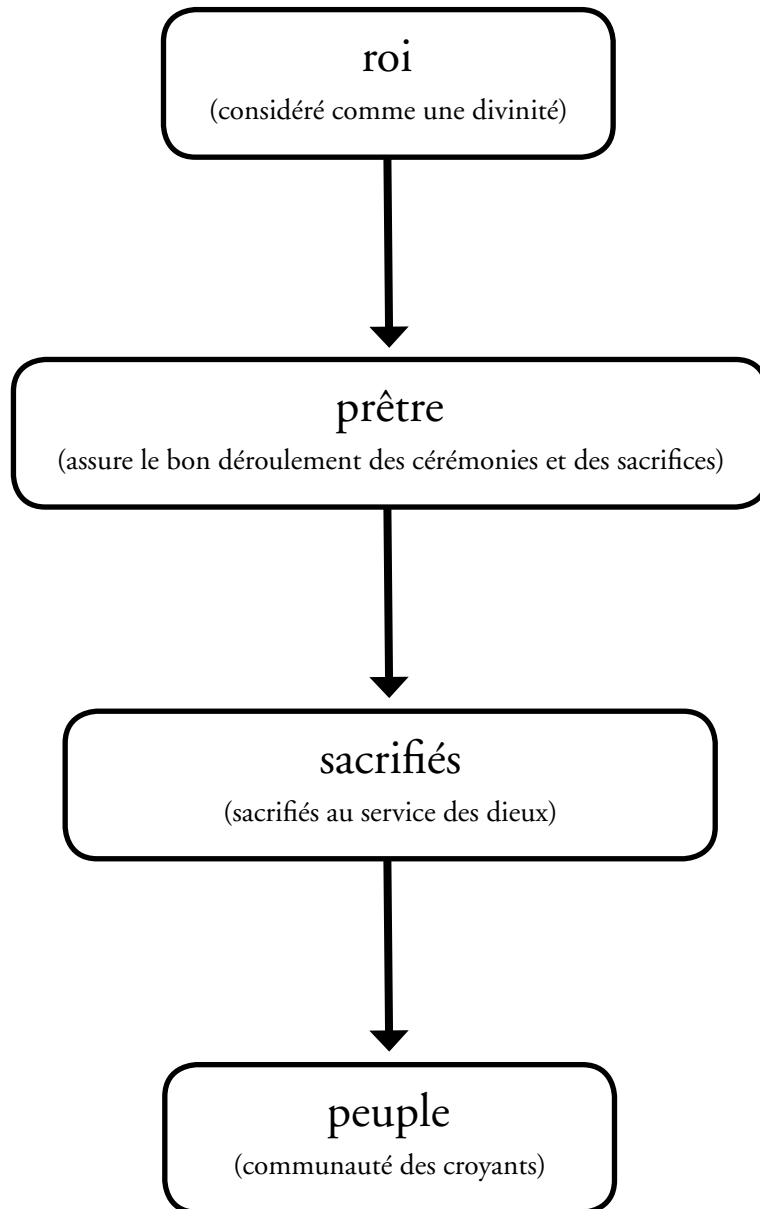 roi
(considéré comme une divinité)
prêtre
(assure le bon déroulement des cérémonies et des sacrifices)
sacrifiés
(sacrifiés au service des dieux)
peuple
(communauté des croyants)